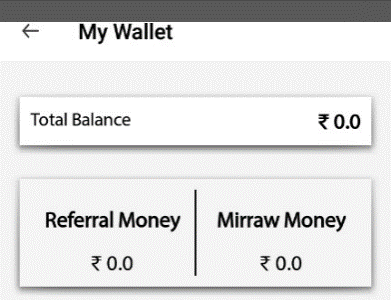 My Wallet
Total Balance ₹ 0.0
Referral Money Mirraw Money
₹ 0.0 ₹ 0.0